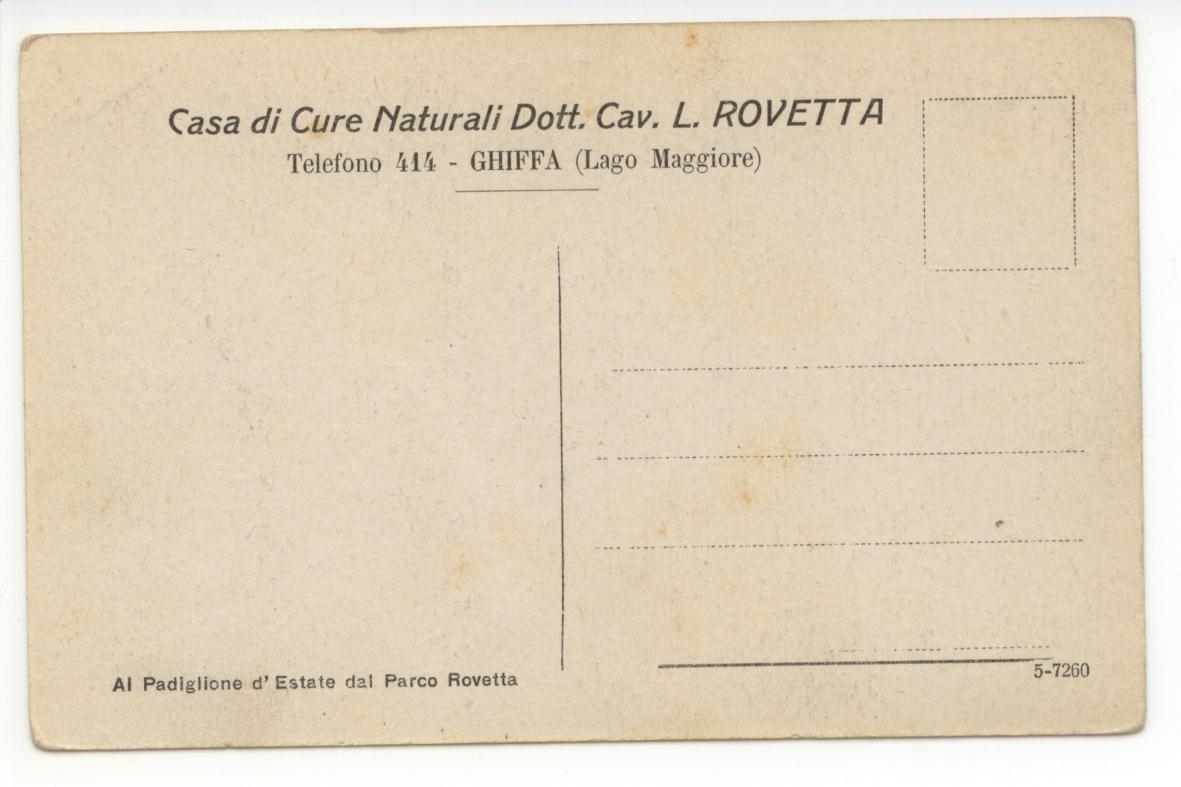 Casa di Cure Naturali Dott. Cav. L. ROVETTA
Telefono 414 - GHIFFA (Lago Maggiore)
Al Padiglione d' Estate dal Parco Rovetta
5-7260